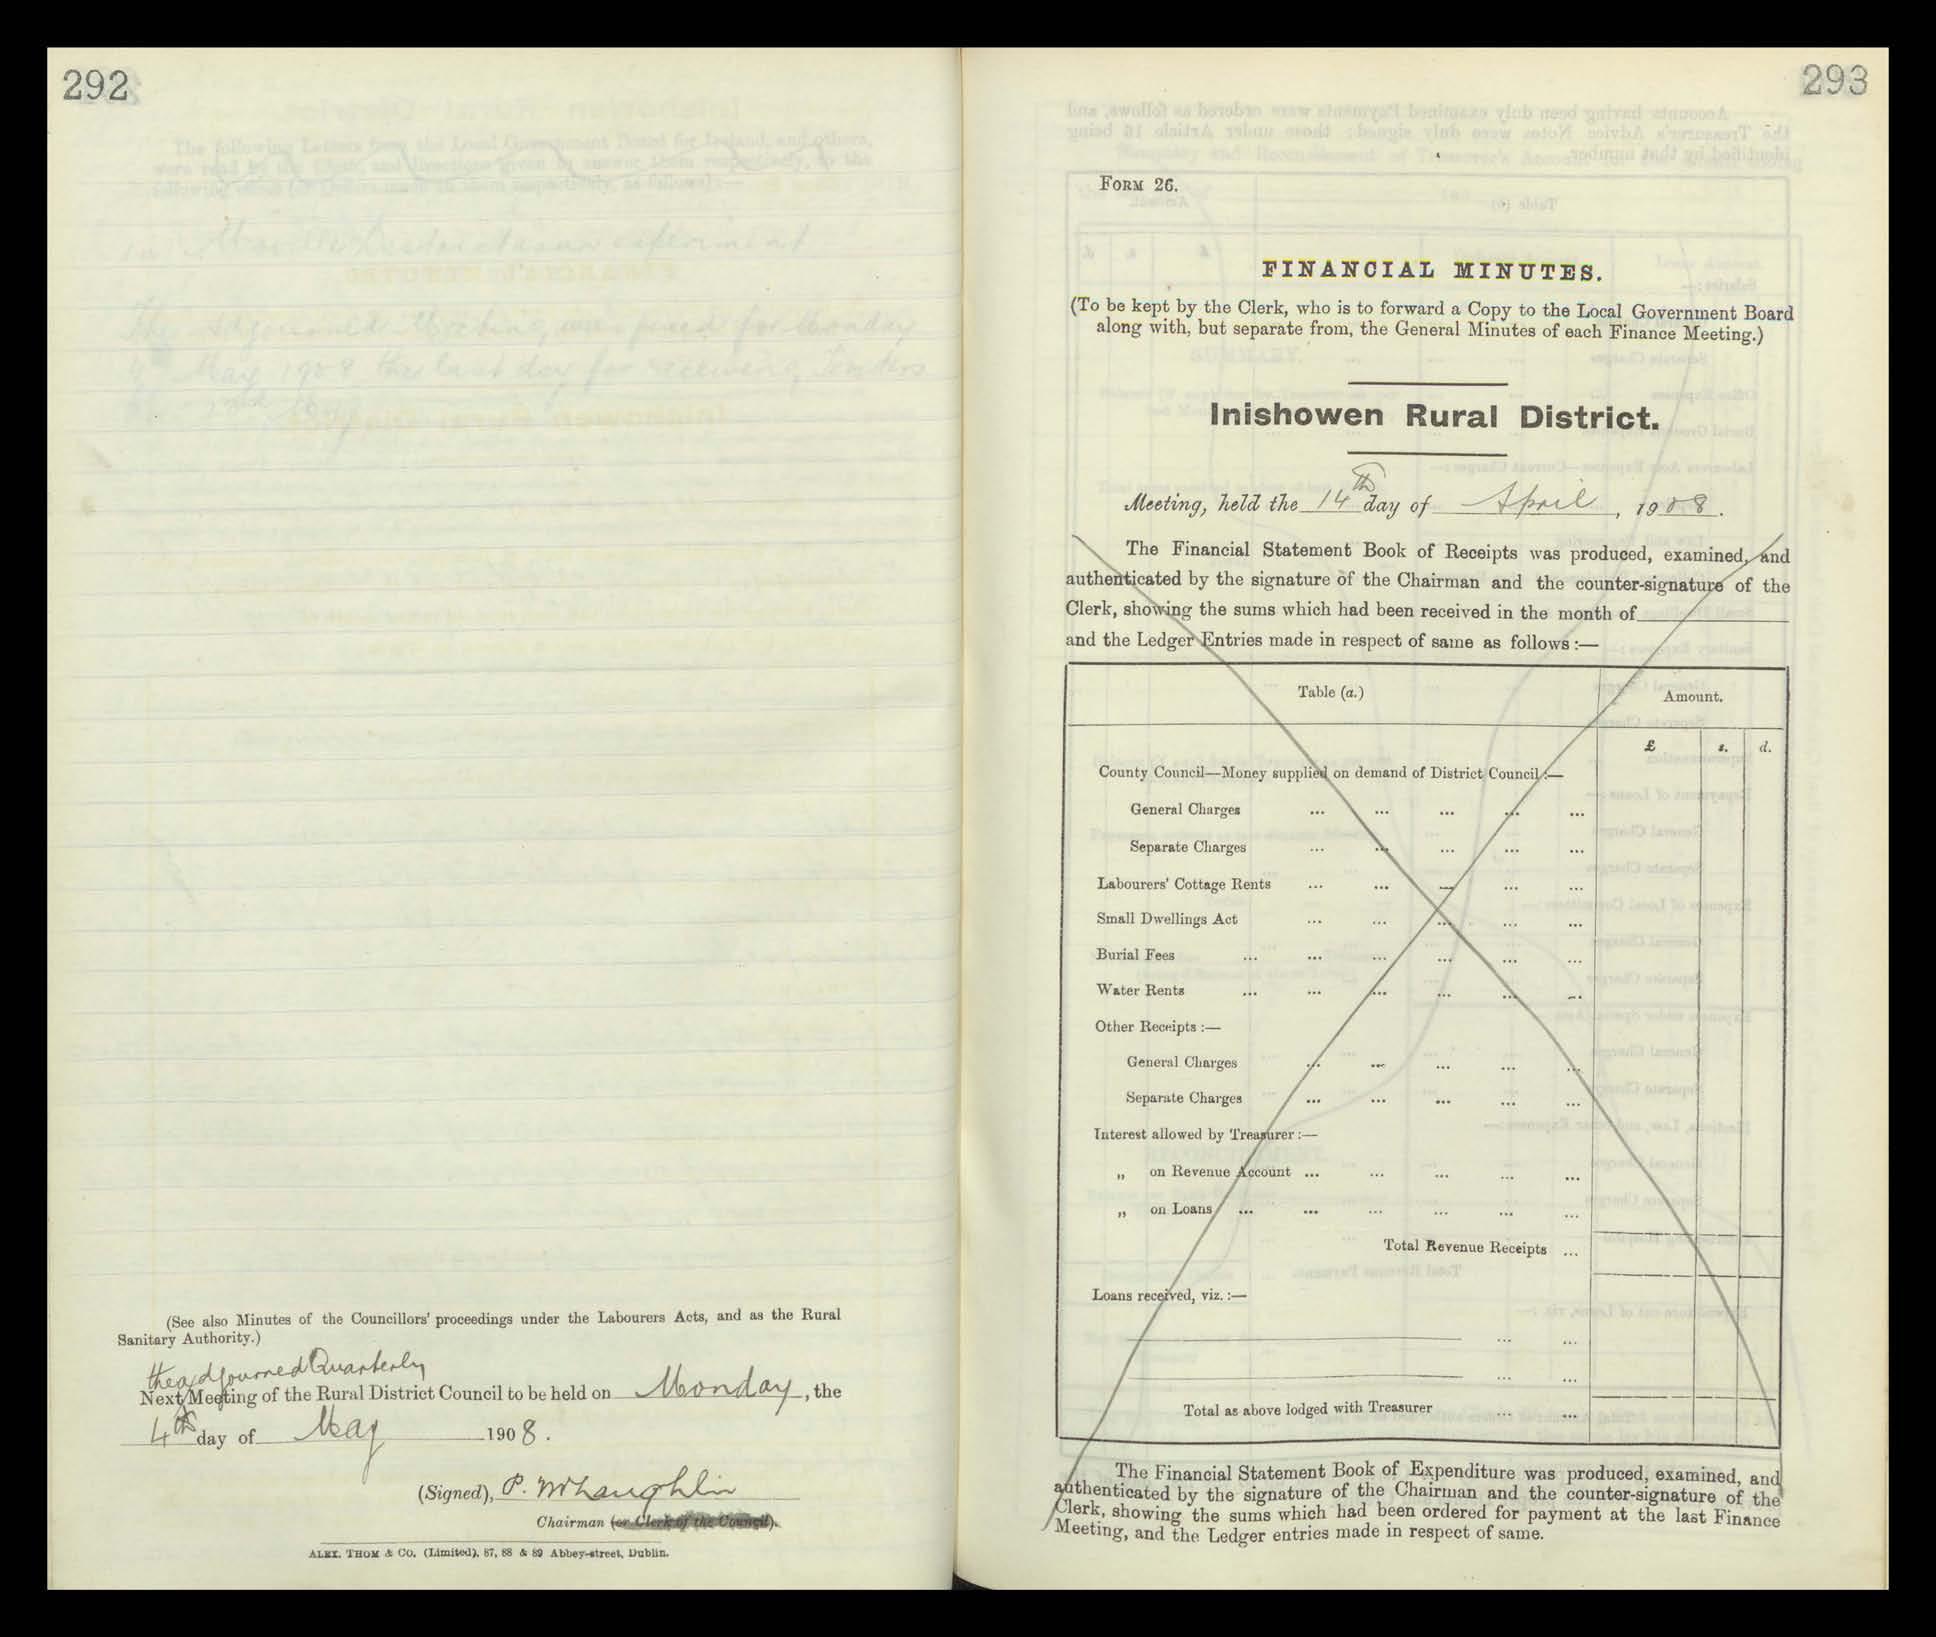 292
(See also Minutes of the Councillors' proceedings under the Labourers Acts, and as the Rural
Sanitary Authority.)
the adjourned Quarterly
Next Meeting of the Rural District Council to be held on Monday, the
4th day of May 1908.
(Signed), P. McLaughlin
Chairman (or Clerk of the Council).
ALEX. THOM & CO. (Limited), 87, 88 & 89 Abbey-street, Dublin.
293
FORM 26.
FINANCIAL MINUTES.
(To be kept by the Clerk, who is to forward a Copy to the Local Government Board
along with, but separate from, the General Minutes of each Finance Meeting.)
Inishowen Rural District.
Meeting, held the 14th day of April, 1908.
The Financial Statement Book of Receipts was produced, examined, and
authenticated by the signature of the Chairman and the counter-signature of the
Clerk, showing the sums which had been received in the month of
and the Ledger Entries made in respect of same as follows :—
Table (a.) Amount.
£ s. d.
County Council—Money supplied on demand of District Council :—
General Charges ... ... ... ... ...
Separate Charges ... ... ... ... ...
Labourers' Cottage Rents ... ... ... ... ...
Small Dwellings Act ... ... ... ... ...
Burial Fees ... ... ... ... ... ...
Water Rents ... ... ... ... ... ...
Other Receipts :—
General Charges ... ... ... ... ...
Separate Charges ... ... ... ... ...
Interest allowed by Treasurer :—
„ on Revenue Account ... ... ... ... ...
„ on Loans ... ... ... ... ... ...
Total Revenue Receipts ...
Loans received, viz. :—
... ...
... ...
Total as above lodged with Treasurer ... ...
The Financial Statement Book of Expenditure was produced, examined, and
authenticated by the signature of the Chairman and the counter-signature of the
Clerk, showing the sums which had been ordered for payment at the last Finance
Meeting, and the Ledger entries made in respect of same.